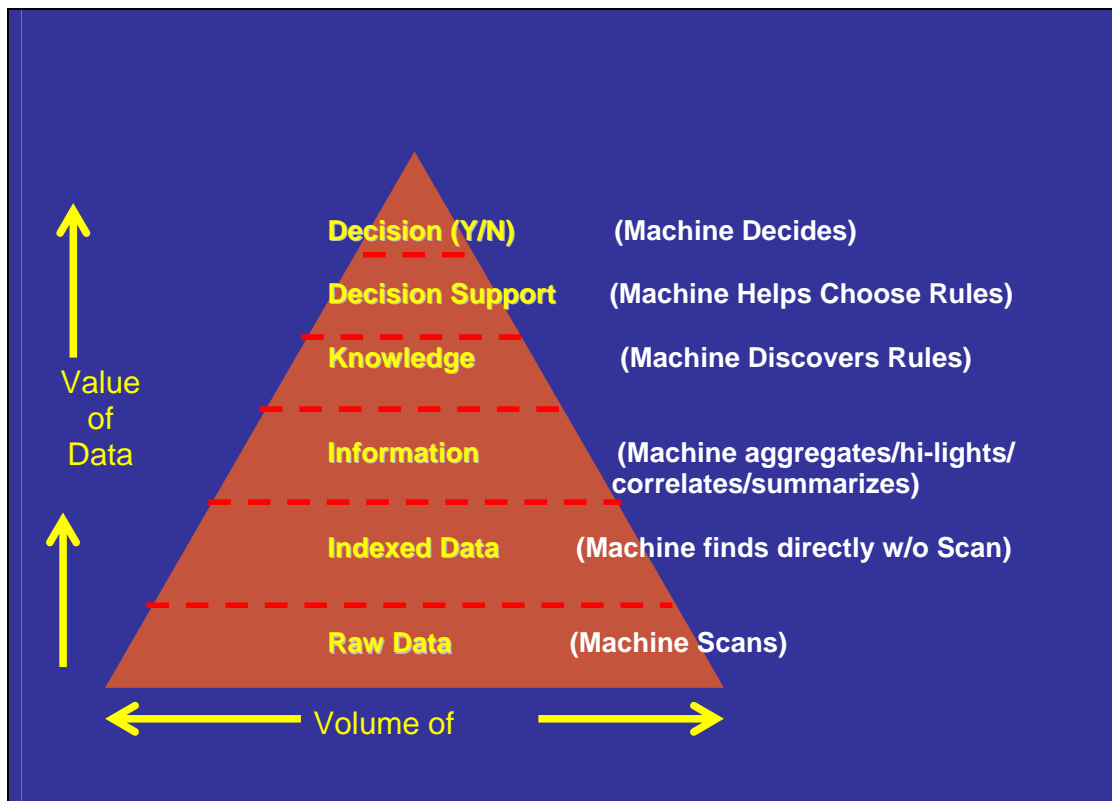 Decision (Y/N) (Machine Decides)
Decision Support (Machine Helps Choose Rules)
Knowledge (Machine Discovers Rules)
Value
of
Data
Information (Machine aggregates/hi-lights/
correlates/summarizes)
Indexed Data (Machine finds directly w/o Scan)
Raw Data (Machine Scans)
Volume of